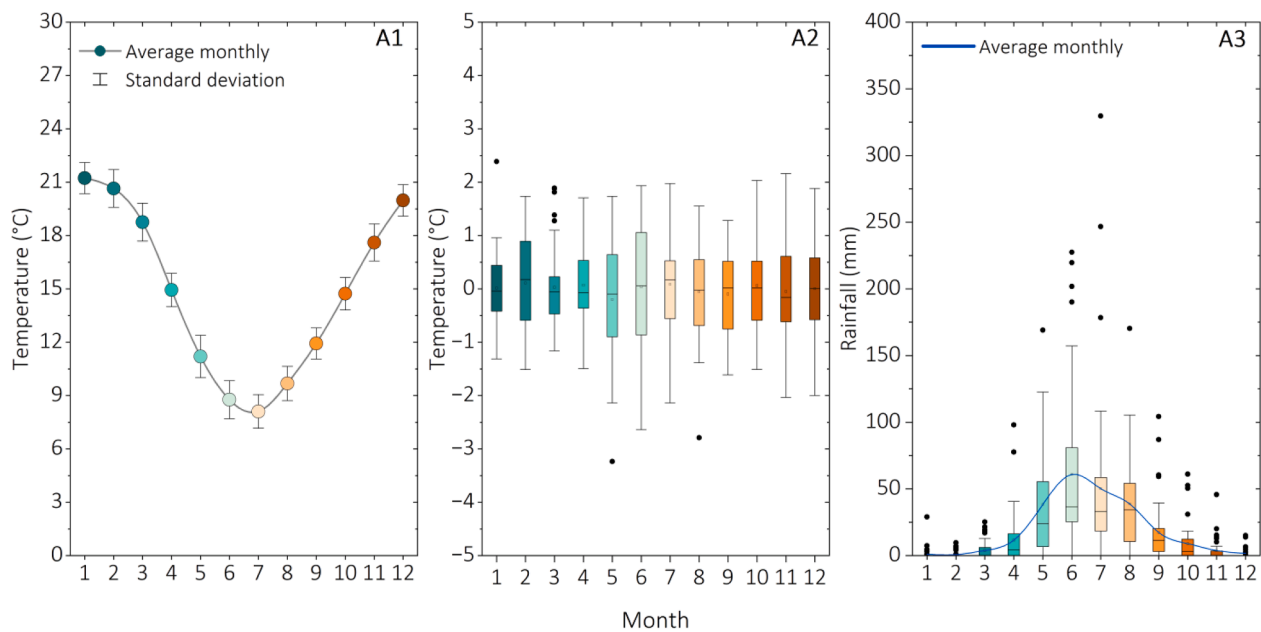 A1
Average monthly
Standard deviation
Temperature (°C)
30
27
24
21
18
15
12
9
6
3
0
1 2 3 4 5 6 7 8 9 10 11 12
A2
Temperature (°C)
5
4
3
2
1
0
−1
−2
−3
−4
−5
1 2 3 4 5 6 7 8 9 10 11 12
A3
Average monthly
Rainfall (mm)
400
350
300
250
200
150
100
50
0
1 2 3 4 5 6 7 8 9 10 11 12
Month